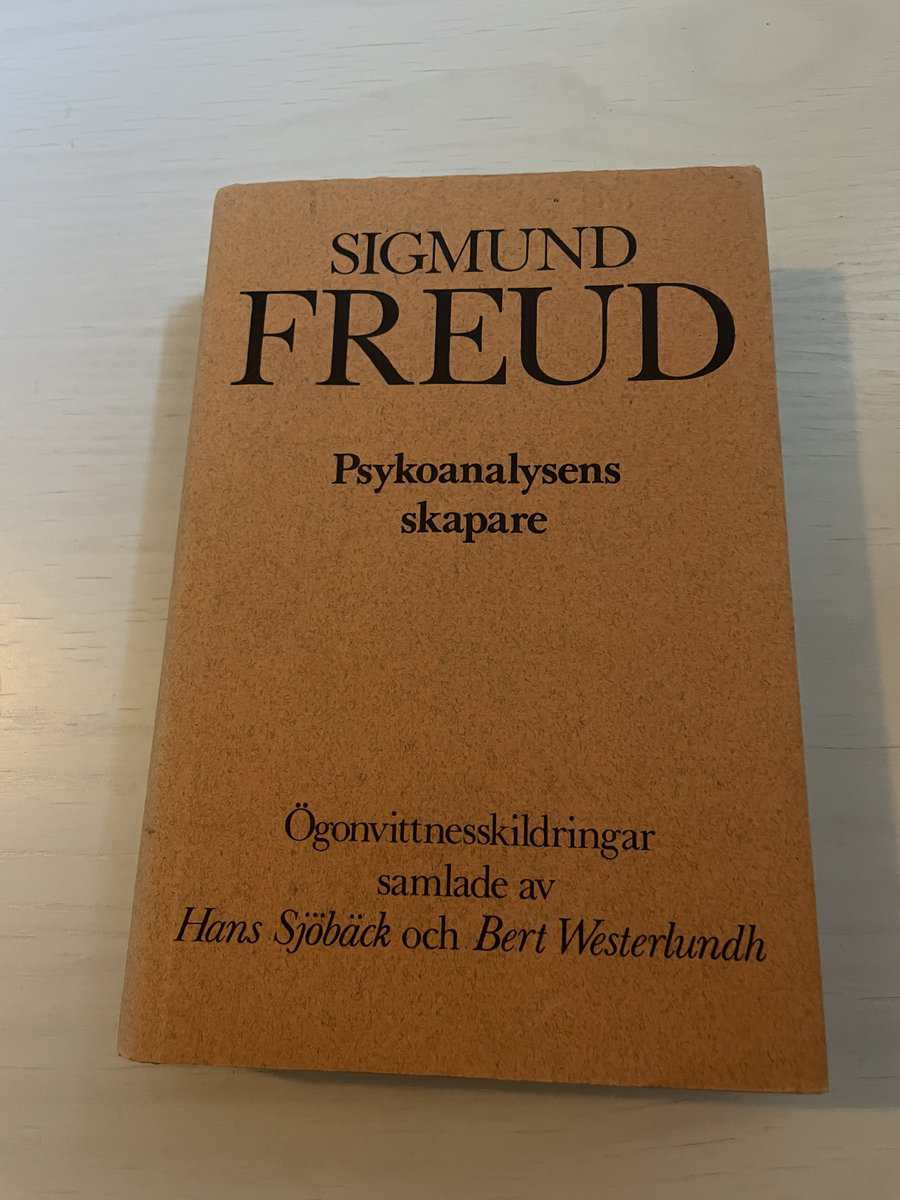 SIGMUND
FREUD
Psykoanalysens
skapare
Ögonvittnesskildringar
samlade av
Hans Sjöbäck och Bert Westerlundh